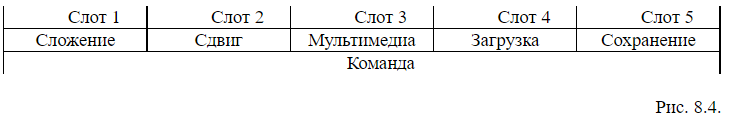 Слот 1 Слот 2 Слот 3 Слот 4 Слот 5
Сложение Сдвиг Мультимедиа Загрузка Сохранение
Команда
Рис. 8.4.